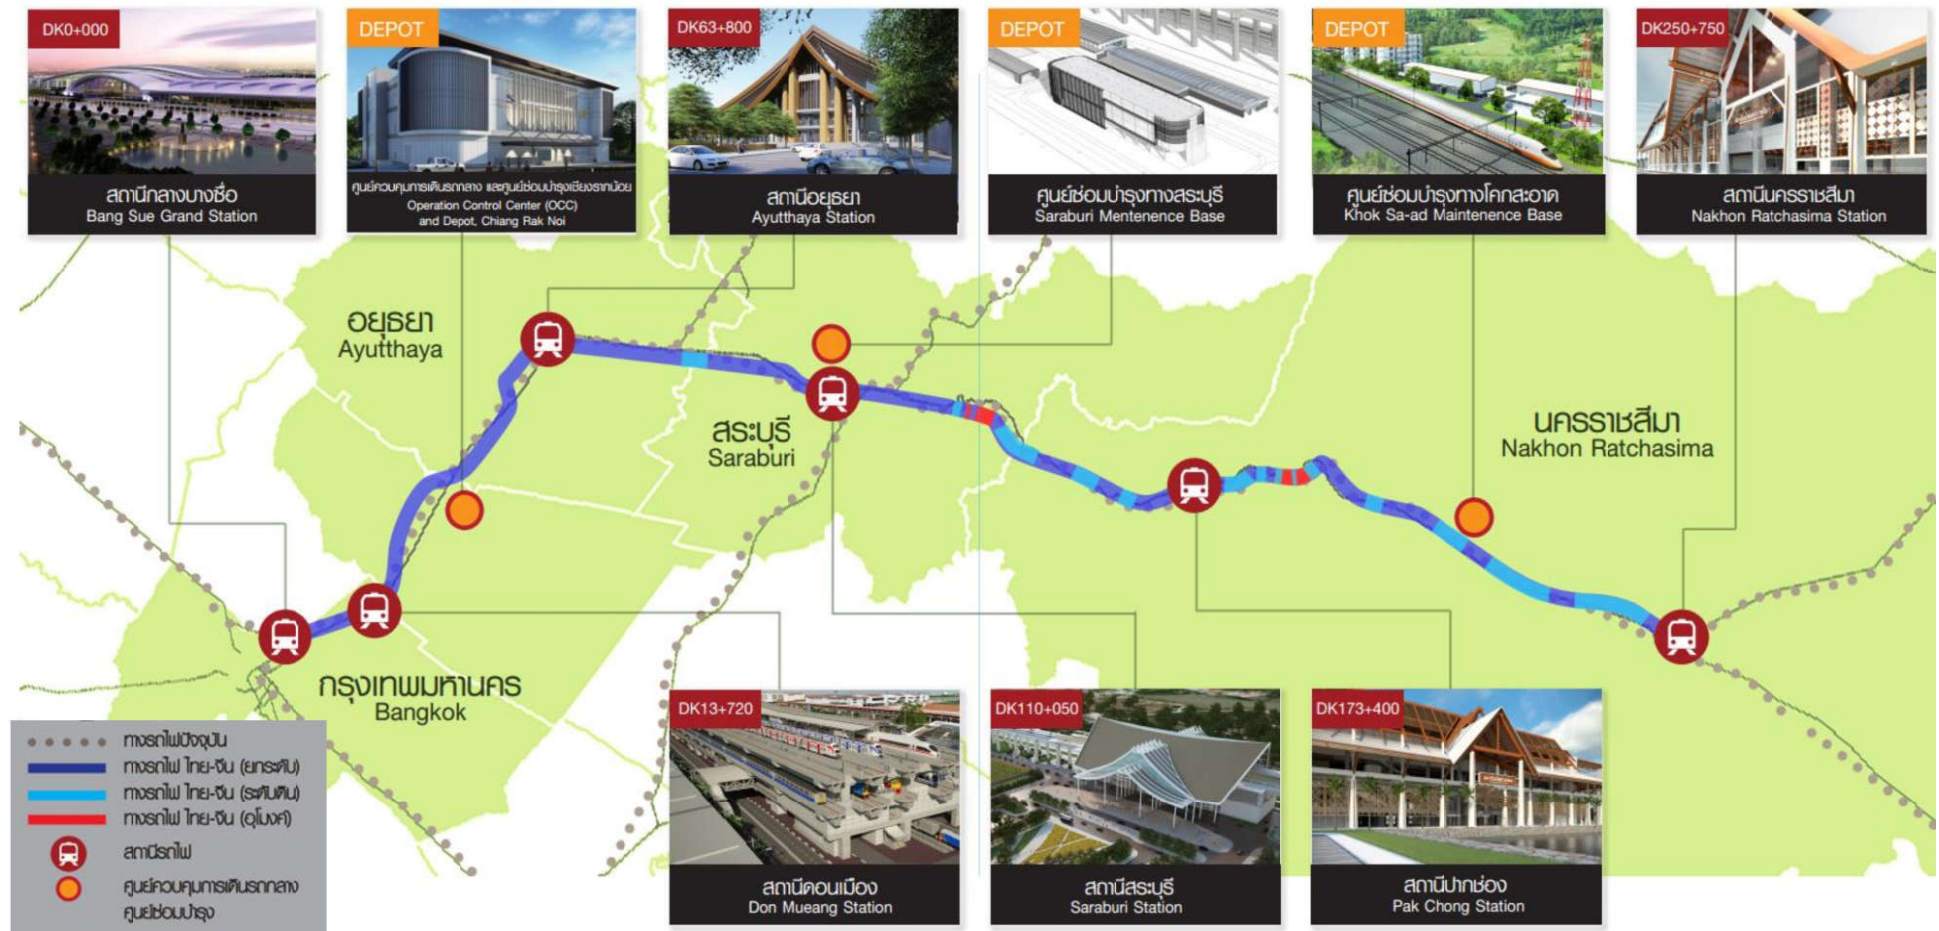 DK0+000
สถานีกลางบางซื่อ
Bang Sue Grand Station
DEPOT
ศูนย์ควบคุมการเดินรถกลาง และศูนย์ซ่อมบำรุงเชียงรากน้อย
Operation Control Center (OCC)
and Depot, Chiang Rak Noi
DK63+800
สถานีอยุธยา
Ayutthaya Station
DEPOT
ศูนย์ซ่อมบำรุงทางสระบุรี
Saraburi Mentenence Base
DEPOT
ศูนย์ซ่อมบำรุงทางโคกสะอาด
Khok Sa-ad Maintenence Base
DK250+750
สถานีนครราชสีมา
Nakhon Ratchasima Station
อยุธยา
Ayutthaya
สระบุรี
Saraburi
นครราชสีมา
Nakhon Ratchasima
กรุงเทพมหานคร
Bangkok
ทางรถไฟปัจจุบัน
ทางรถไฟ ไทย-จีน (ยกระดับ)
ทางรถไฟ ไทย-จีน (ระดับดิน)
ทางรถไฟ ไทย-จีน (อุโมงค์)
สถานีรถไฟ
ศูนย์ควบคุมการเดินรถกลาง
ศูนย์ซ่อมบำรุง
DK13+720
สถานีดอนเมือง
Don Mueang Station
DK110+050
สถานีสระบุรี
Saraburi Station
DK173+400
สถานีปากช่อง
Pak Chong Station